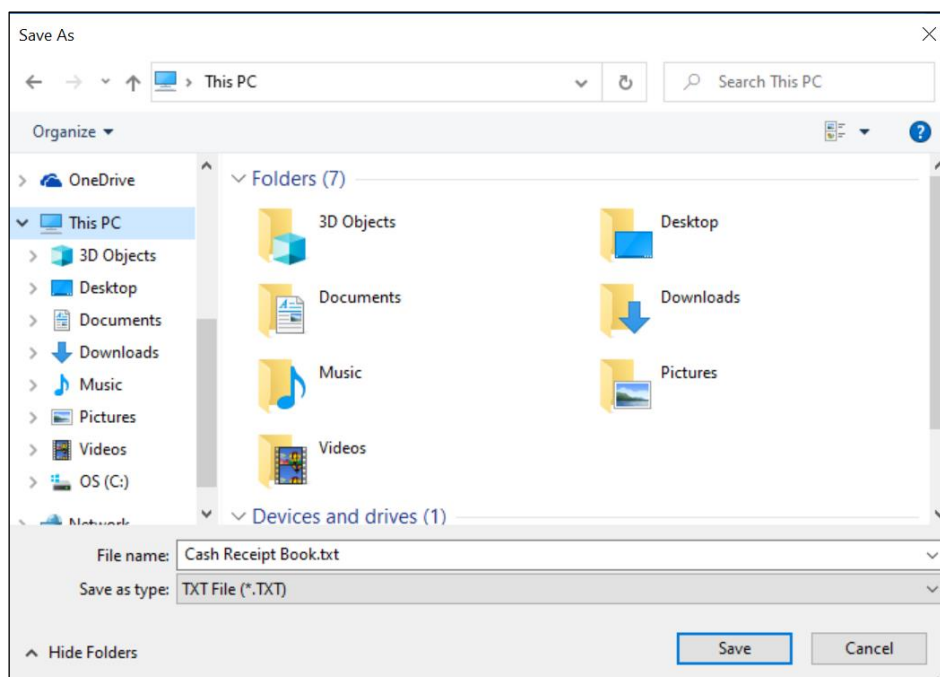 Save As
This PC
Search This PC
Organize
OneDrive
This PC
3D Objects
Desktop
Documents
Downloads
Music
Pictures
Videos
OS (C:)
Network
Folders (7)
3D Objects
Desktop
Documents
Downloads
Music
Pictures
Videos
Devices and drives (1)
File name: Cash Receipt Book.txt
Save as type: TXT File (*.TXT)
Hide Folders
Save
Cancel